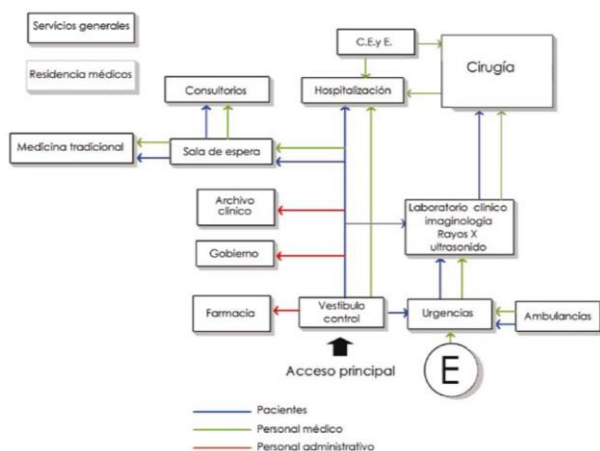 Servicios generales
Residencia médicos
C.E.y E.
Cirugía
Consultorios
Hospitalización
Medicina tradicional
Sala de espera
Archivo
clínico
Laboratorio clínico
imaginología
Rayos X
ultrasonido
Gobierno
Farmacia
Vestíbulo
control
Urgencias
Ambulancias
Acceso principal
E
Pacientes
Personal médico
Personal administrativo